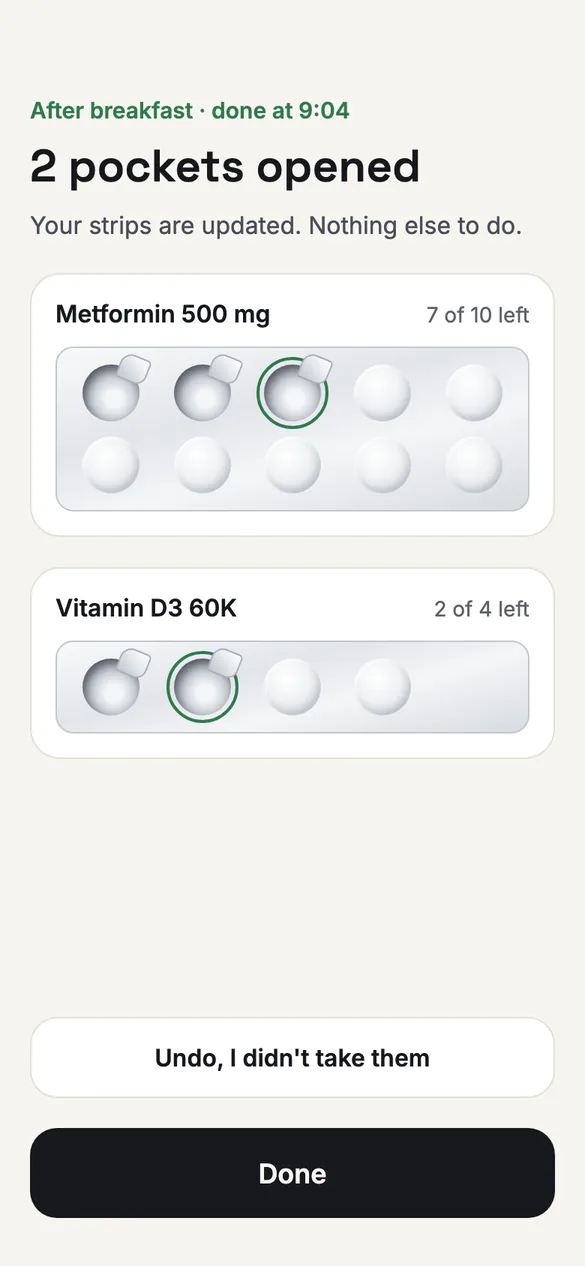 After breakfast · done at 9:04
2 pockets opened
Your strips are updated. Nothing else to do.
Metformin 500 mg
7 of 10 left
Vitamin D3 60K
2 of 4 left
Undo, I didn't take them
Done